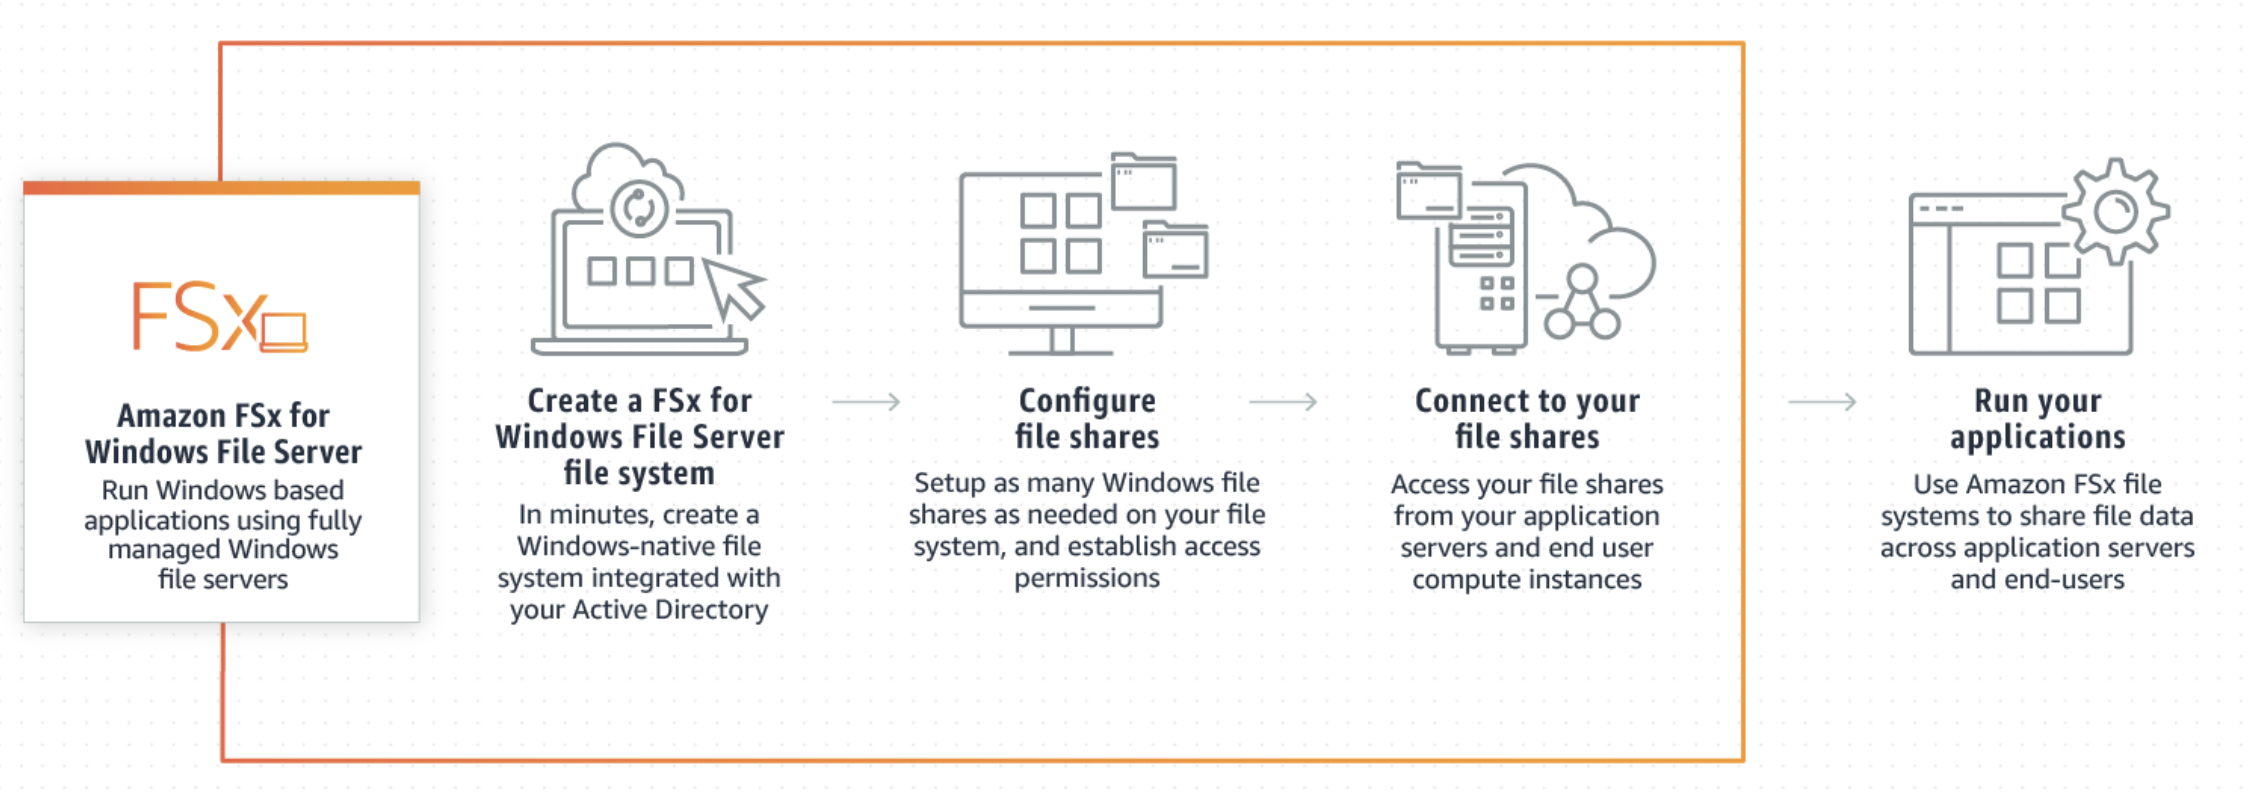 FSx
Amazon FSx for
Windows File Server
Run Windows based
applications using fully
managed Windows
file servers
Create a FSx for
Windows File Server
file system
In minutes, create a
Windows-native file
system integrated with
your Active Directory
Configure
file shares
Setup as many Windows file
shares as needed on your file
system, and establish access
permissions
Connect to your
file shares
Access your file shares
from your application
servers and end user
compute instances
Run your
applications
Use Amazon FSx file
systems to share file data
across application servers
and end-users